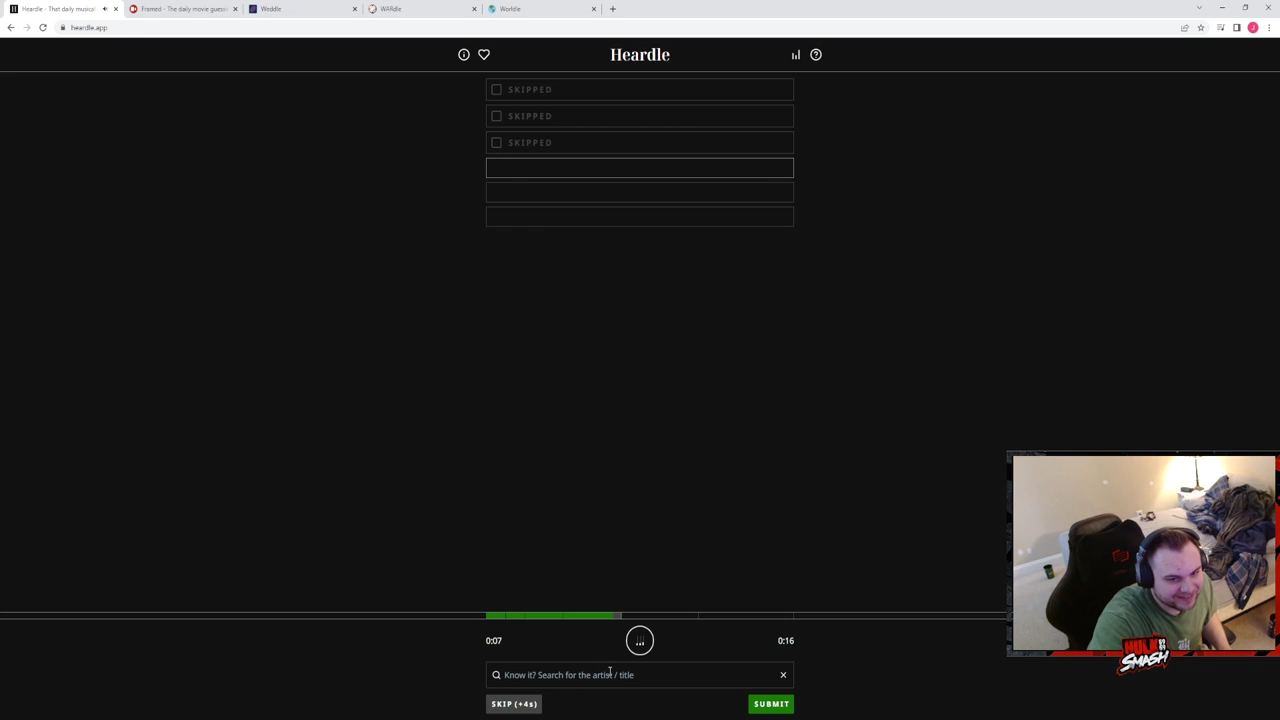 Heardle - That daily musical
Framed - The daily movie guess
Weddle
WARdle
Worldle
heardle.app
J
Heardle
SKIPPED
SKIPPED
SKIPPED
0:07
0:16
Know it? Search for the artist / title
SKIP (+4s)
SUBMIT
HULK
SMASH